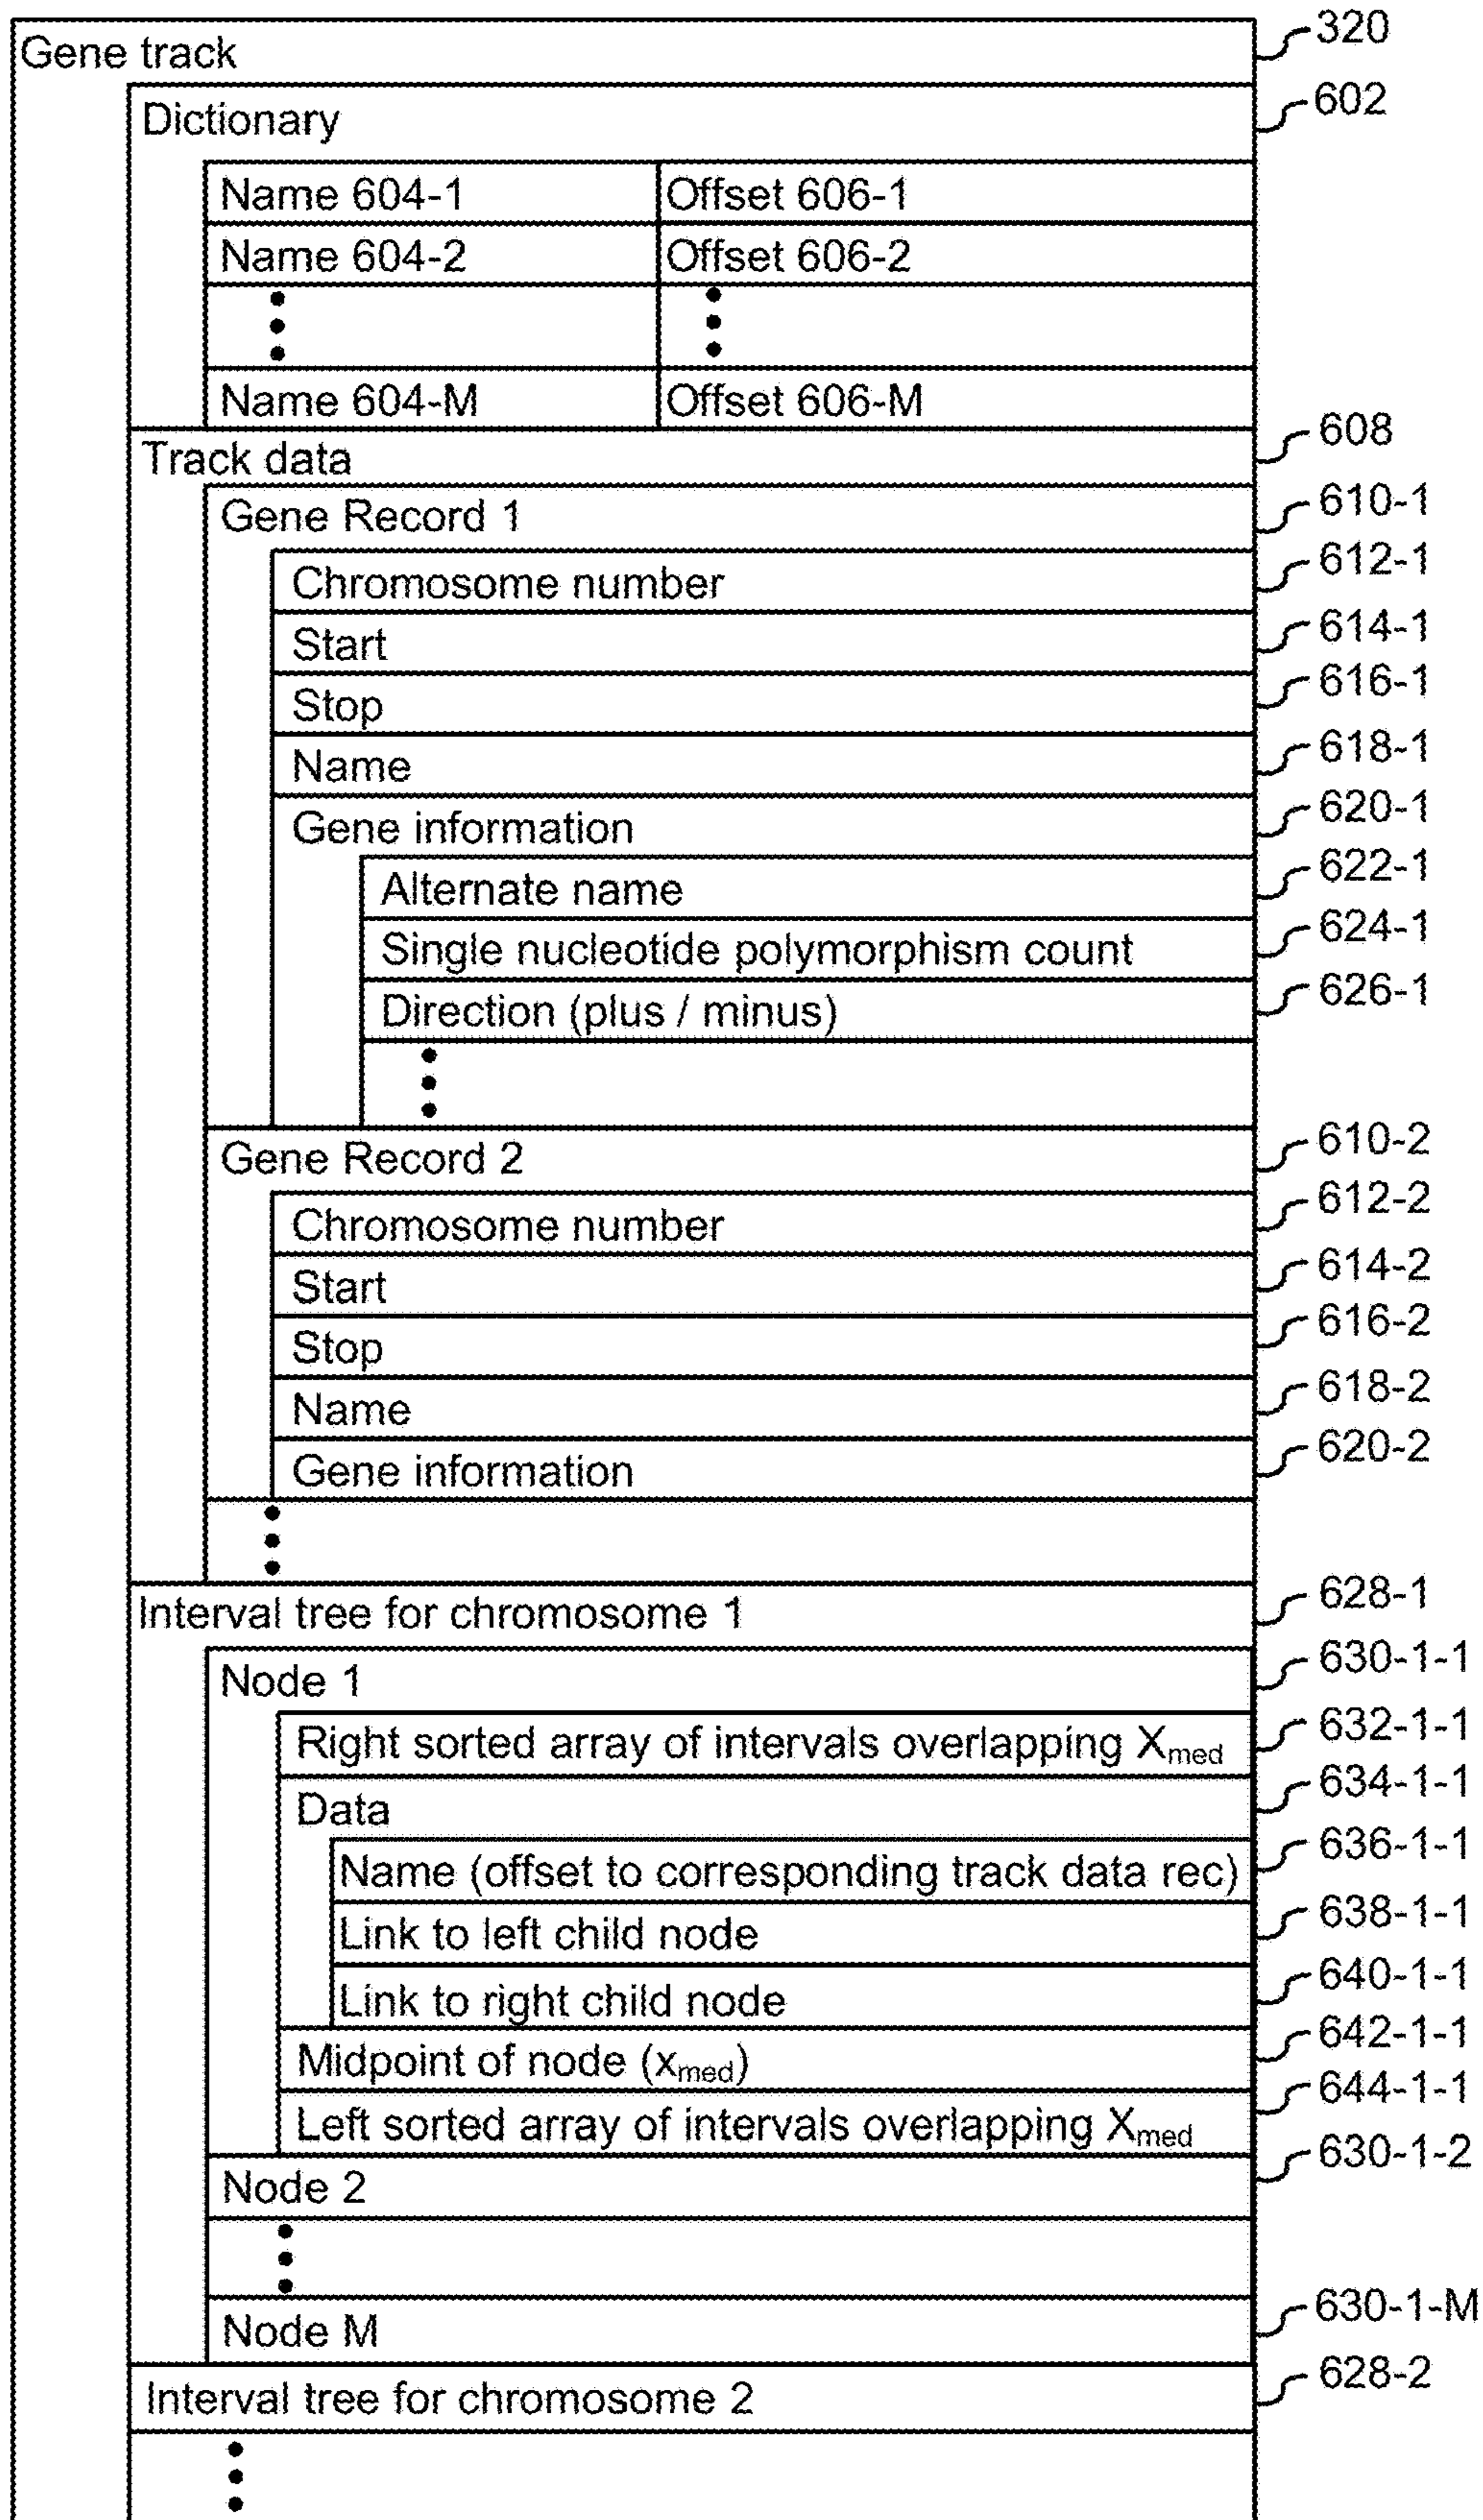 Gene track 320
Dictionary 602
Name 604-1 Offset 606-1
Name 604-2 Offset 606-2
Name 604-M Offset 606-M
Track data 608
Gene Record 1 610-1
Chromosome number 612-1
Start 614-1
Stop 616-1
Name 618-1
Gene information 620-1
Alternate name 622-1
Single nucleotide polymorphism count 624-1
Direction (plus / minus) 626-1
Gene Record 2 610-2
Chromosome number 612-2
Start 614-2
Stop 616-2
Name 618-2
Gene information 620-2
Interval tree for chromosome 1 628-1
Node 1 630-1-1
Right sorted array of intervals overlapping Xmed 632-1-1
Data 634-1-1
Name (offset to corresponding track data rec) 636-1-1
Link to left child node 638-1-1
Link to right child node 640-1-1
Midpoint of node (xmed) 642-1-1
Left sorted array of intervals overlapping Xmed 644-1-1
Node 2 630-1-2
Node M 630-1-M
Interval tree for chromosome 2 628-2